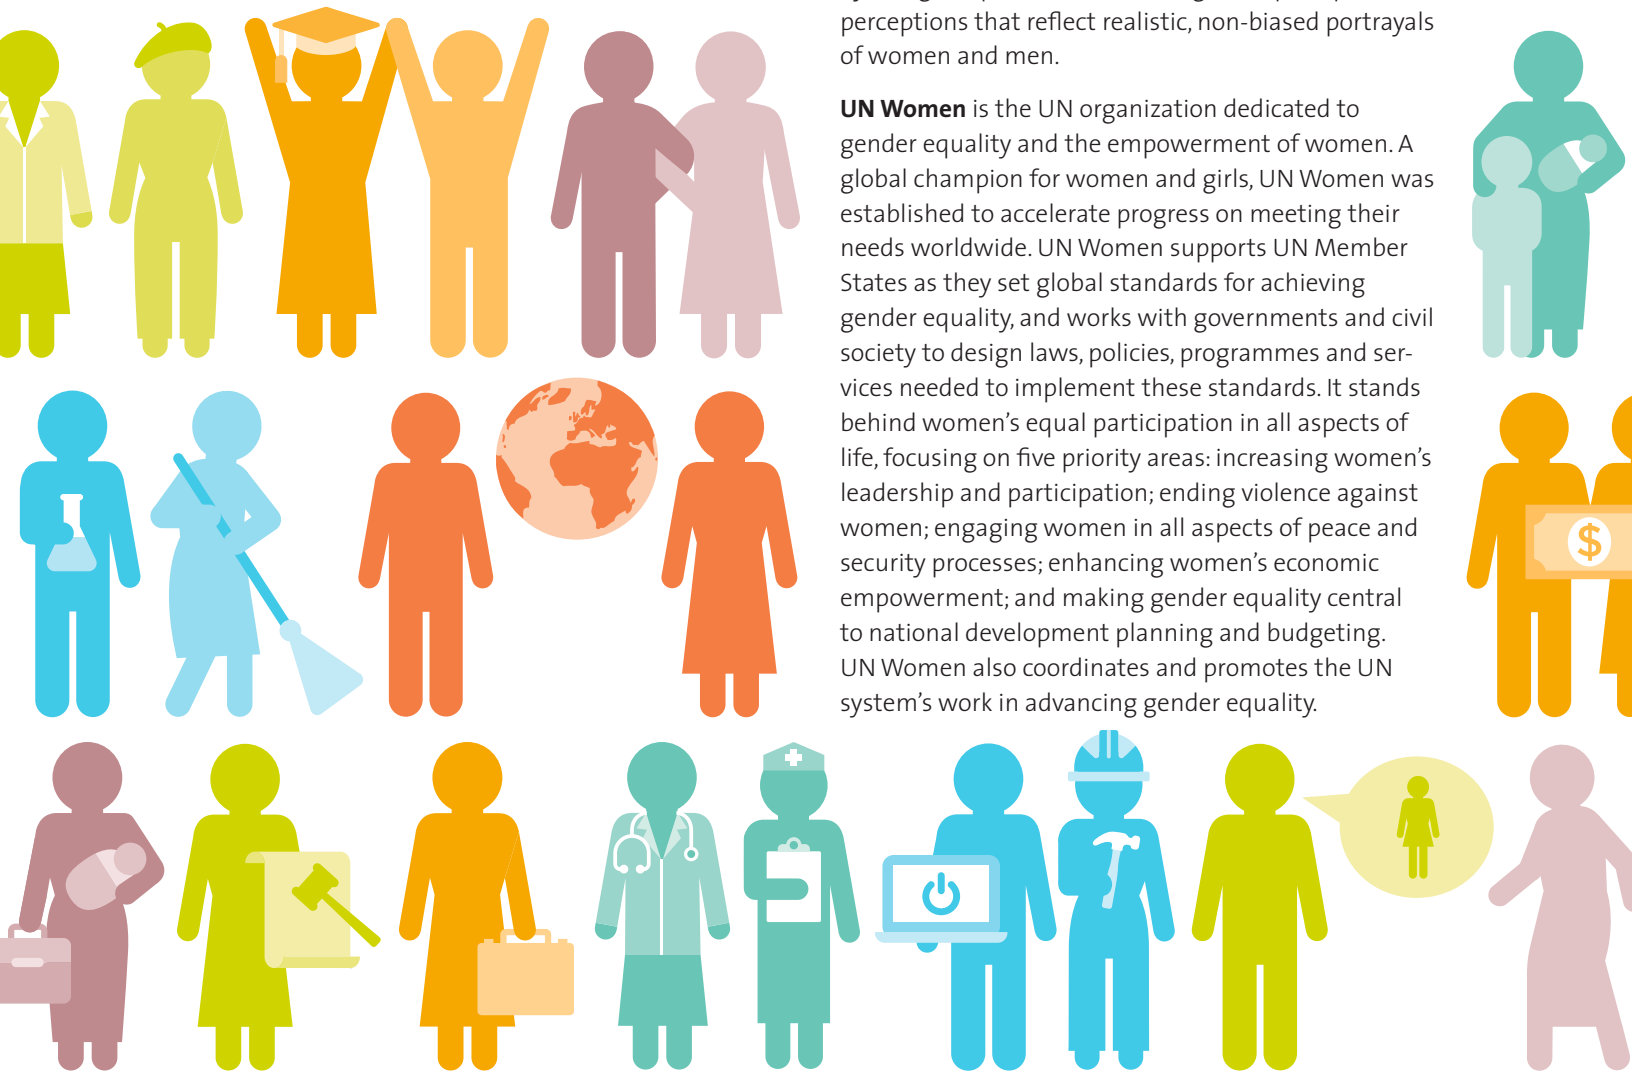 perceptions that reflect realistic, non-biased portrayals
of women and men.
UN Women is the UN organization dedicated to
gender equality and the empowerment of women. A
global champion for women and girls, UN Women was
established to accelerate progress on meeting their
needs worldwide. UN Women supports UN Member
States as they set global standards for achieving
gender equality, and works with governments and civil
society to design laws, policies, programmes and ser-
vices needed to implement these standards. It stands
behind women’s equal participation in all aspects of
life, focusing on five priority areas: increasing women’s
leadership and participation; ending violence against
women; engaging women in all aspects of peace and
security processes; enhancing women’s economic
empowerment; and making gender equality central
to national development planning and budgeting.
UN Women also coordinates and promotes the UN
system’s work in advancing gender equality.
$